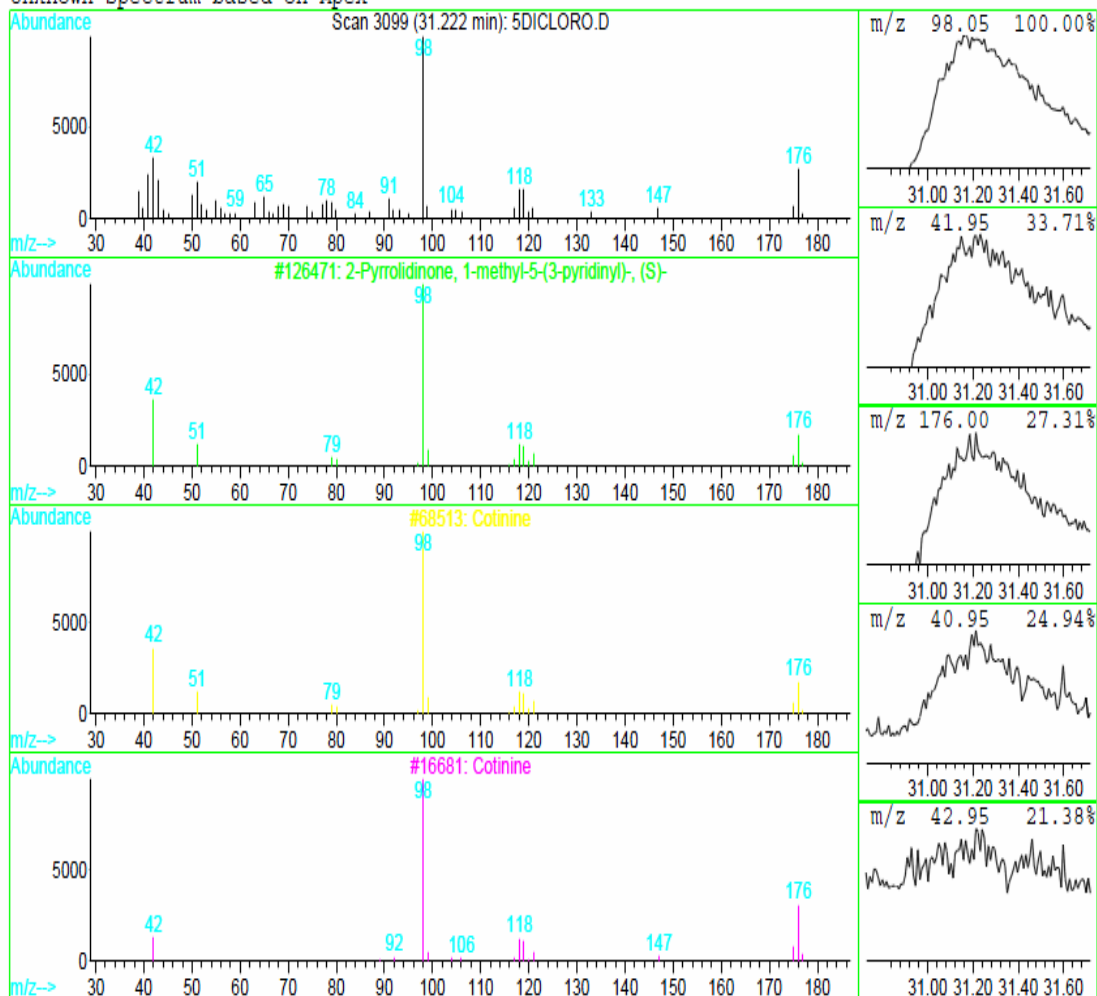 Unknown Spectrum based on Apex
Abundance
Scan 3099 (31.222 min): 5DICLORO.D
98
5000
42
51
59
65
78
84
91
104
118
133
147
176
0
m/z-->
30 40 50 60 70 80 90 100 110 120 130 140 150 160 170 180
Abundance
#126471: 2-Pyrrolidinone, 1-methyl-5-(3-pyridinyl)-, (S)-
98
5000
42
51
79
118
176
0
m/z-->
30 40 50 60 70 80 90 100 110 120 130 140 150 160 170 180
Abundance
#68513: Cotinine
98
5000
42
51
79
118
176
0
m/z-->
30 40 50 60 70 80 90 100 110 120 130 140 150 160 170 180
Abundance
#16681: Cotinine
98
5000
42
92
106
118
147
176
0
m/z-->
30 40 50 60 70 80 90 100 110 120 130 140 150 160 170 180
m/z 98.05 100.00%
31.00 31.20 31.40 31.60
m/z 41.95 33.71%
31.00 31.20 31.40 31.60
m/z 176.00 27.31%
31.00 31.20 31.40 31.60
m/z 40.95 24.94%
31.00 31.20 31.40 31.60
m/z 42.95 21.38%
31.00 31.20 31.40 31.60